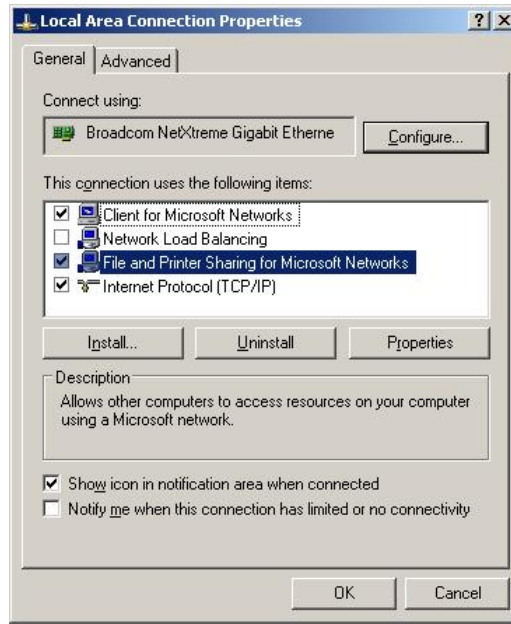 Local Area Connection Properties
General
Advanced
Connect using:
Broadcom NetXtreme Gigabit Etherne
Configure...
This connection uses the following items:
Client for Microsoft Networks
Network Load Balancing
File and Printer Sharing for Microsoft Networks
Internet Protocol (TCP/IP)
Install...
Uninstall
Properties
Description
Allows other computers to access resources on your computer
using a Microsoft network.
Show icon in notification area when connected
Notify me when this connection has limited or no connectivity
OK
Cancel